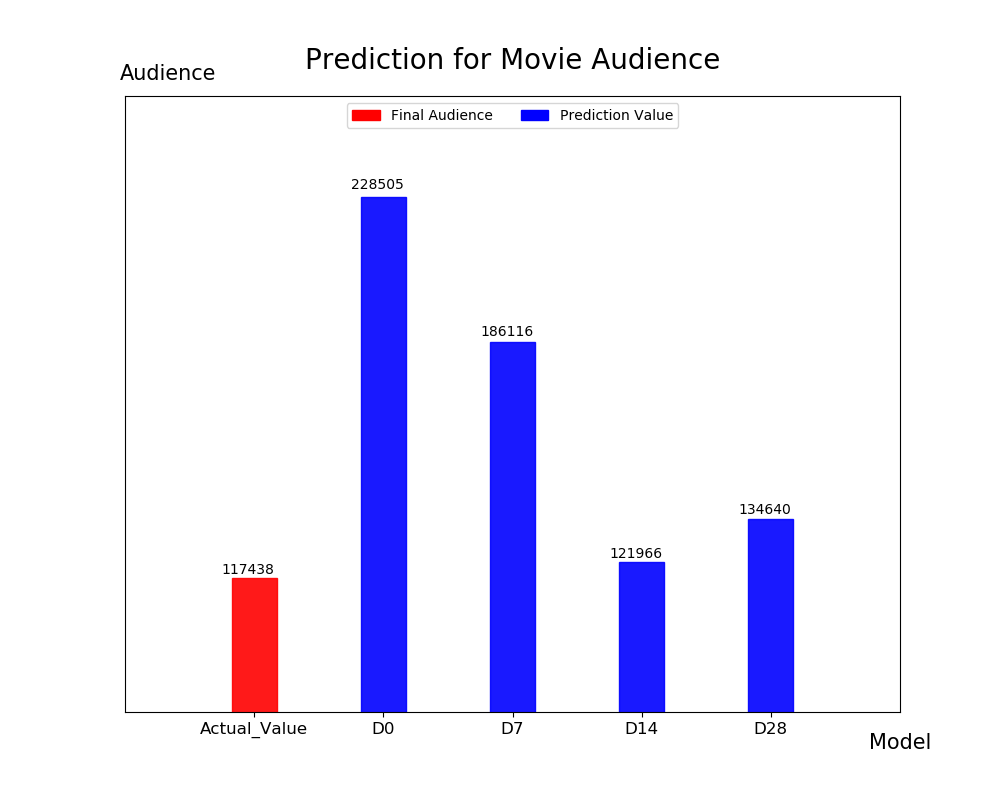 Prediction for Movie Audience
Audience
Final Audience
Prediction Value
228505
186116
134640
121966
117438
Actual_Value
D0
D7
D14
D28
Model